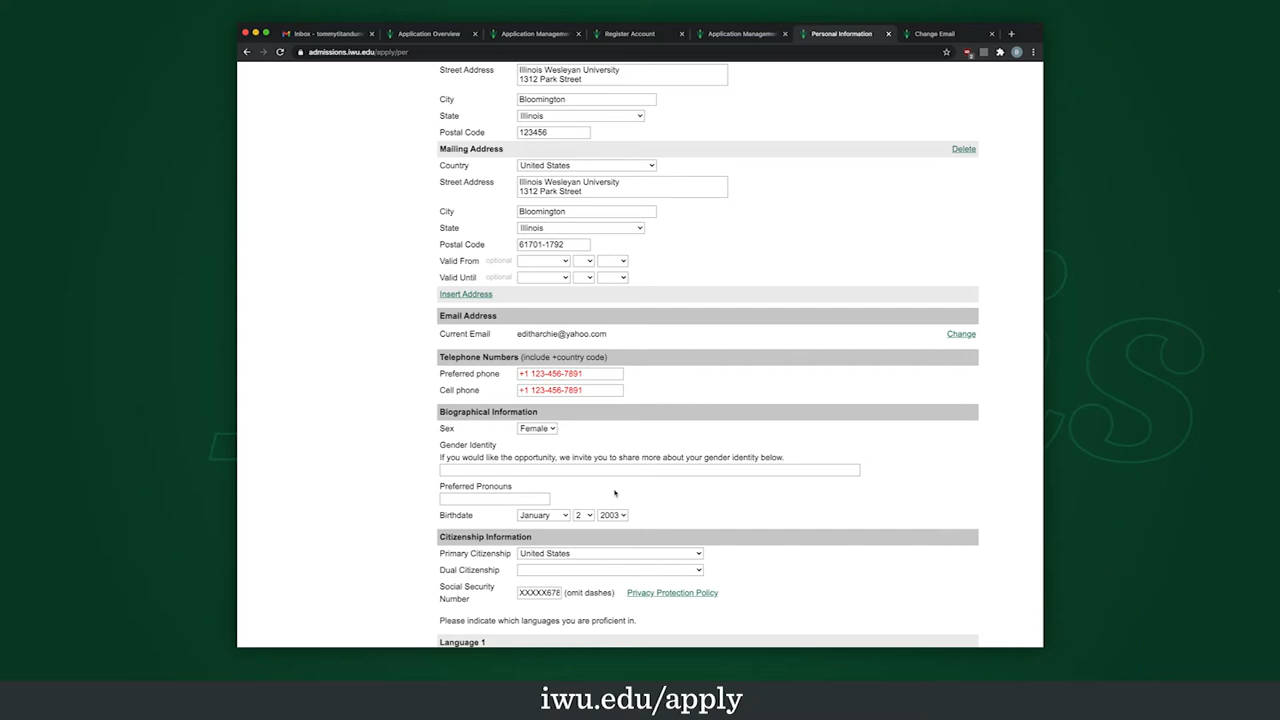 Inbox - tommytitandum
Application Overview
Application Managemen
Register Account
Application Managemen
Personal Information
Change Email
admissions.iwu.edu/apply/per
Street Address Illinois Wesleyan University
1312 Park Street
City Bloomington
State Illinois
Postal Code 123456
Mailing Address Delete
Country United States
Street Address Illinois Wesleyan University
1312 Park Street
City Bloomington
State Illinois
Postal Code 61701-1792
Valid From optional
Valid Until optional
Insert Address
Email Address
Current Email editharchie@yahoo.com Change
Telephone Numbers (include +country code)
Preferred phone +1 123-456-7891
Cell phone +1 123-456-7891
Biographical Information
Sex Female
Gender Identity
If you would like the opportunity, we invite you to share more about your gender identity below.
Preferred Pronouns
Birthdate January 2 2003
Citizenship Information
Primary Citizenship United States
Dual Citizenship
Social Security
Number XXXXX678 (omit dashes) Privacy Protection Policy
Please indicate which languages you are proficient in.
Language 1
iwu.edu/apply